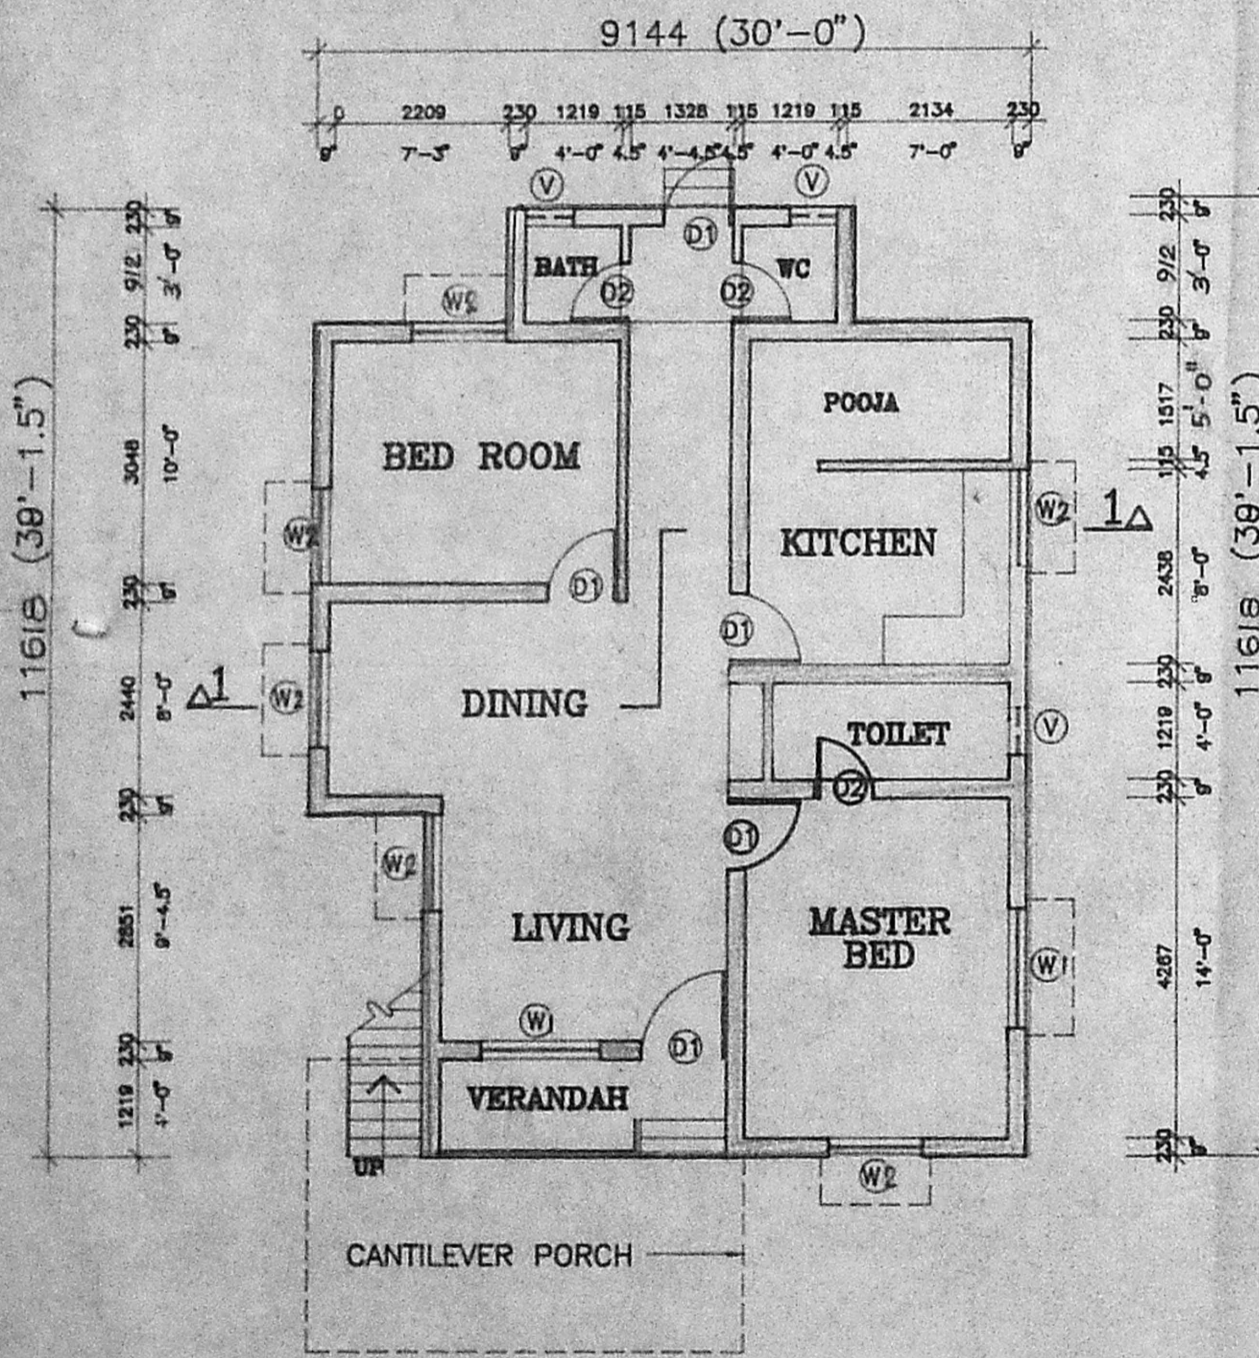 9144 (30'-0")
0 2209 230 1219 115 1328 115 1219 115 2134 230
9" 7'-3" 9" 4'-0" 4.5" 4'-4.5" 4.5" 4'-0" 4.5" 7'-0" 9"
V V
D1
BATH WC
D2 D2
W2
POOJA
BED ROOM
W2 W2 1
KITCHEN
D1
D1
1 W2 DINING TOILET V
D2
D1
W2
LIVING MASTER
BED
W1
W1
D1
VERANDAH
UP
W2
CANTILEVER PORCH
11618 (38'-1.5")
230 9"
912 3'-0"
230 9"
3048 10'-0"
230 9"
2440 8'-0"
230 9"
2851 9'-4.5"
230 9"
1219 4'-0"
230 9"
912 3'-0"
230 9"
1517 5'-0"
115 4.5"
2438 8'-0"
230 9"
1219 4'-0"
230 9"
4267 14'-0"
230 9"
11618 (38'-1.5")